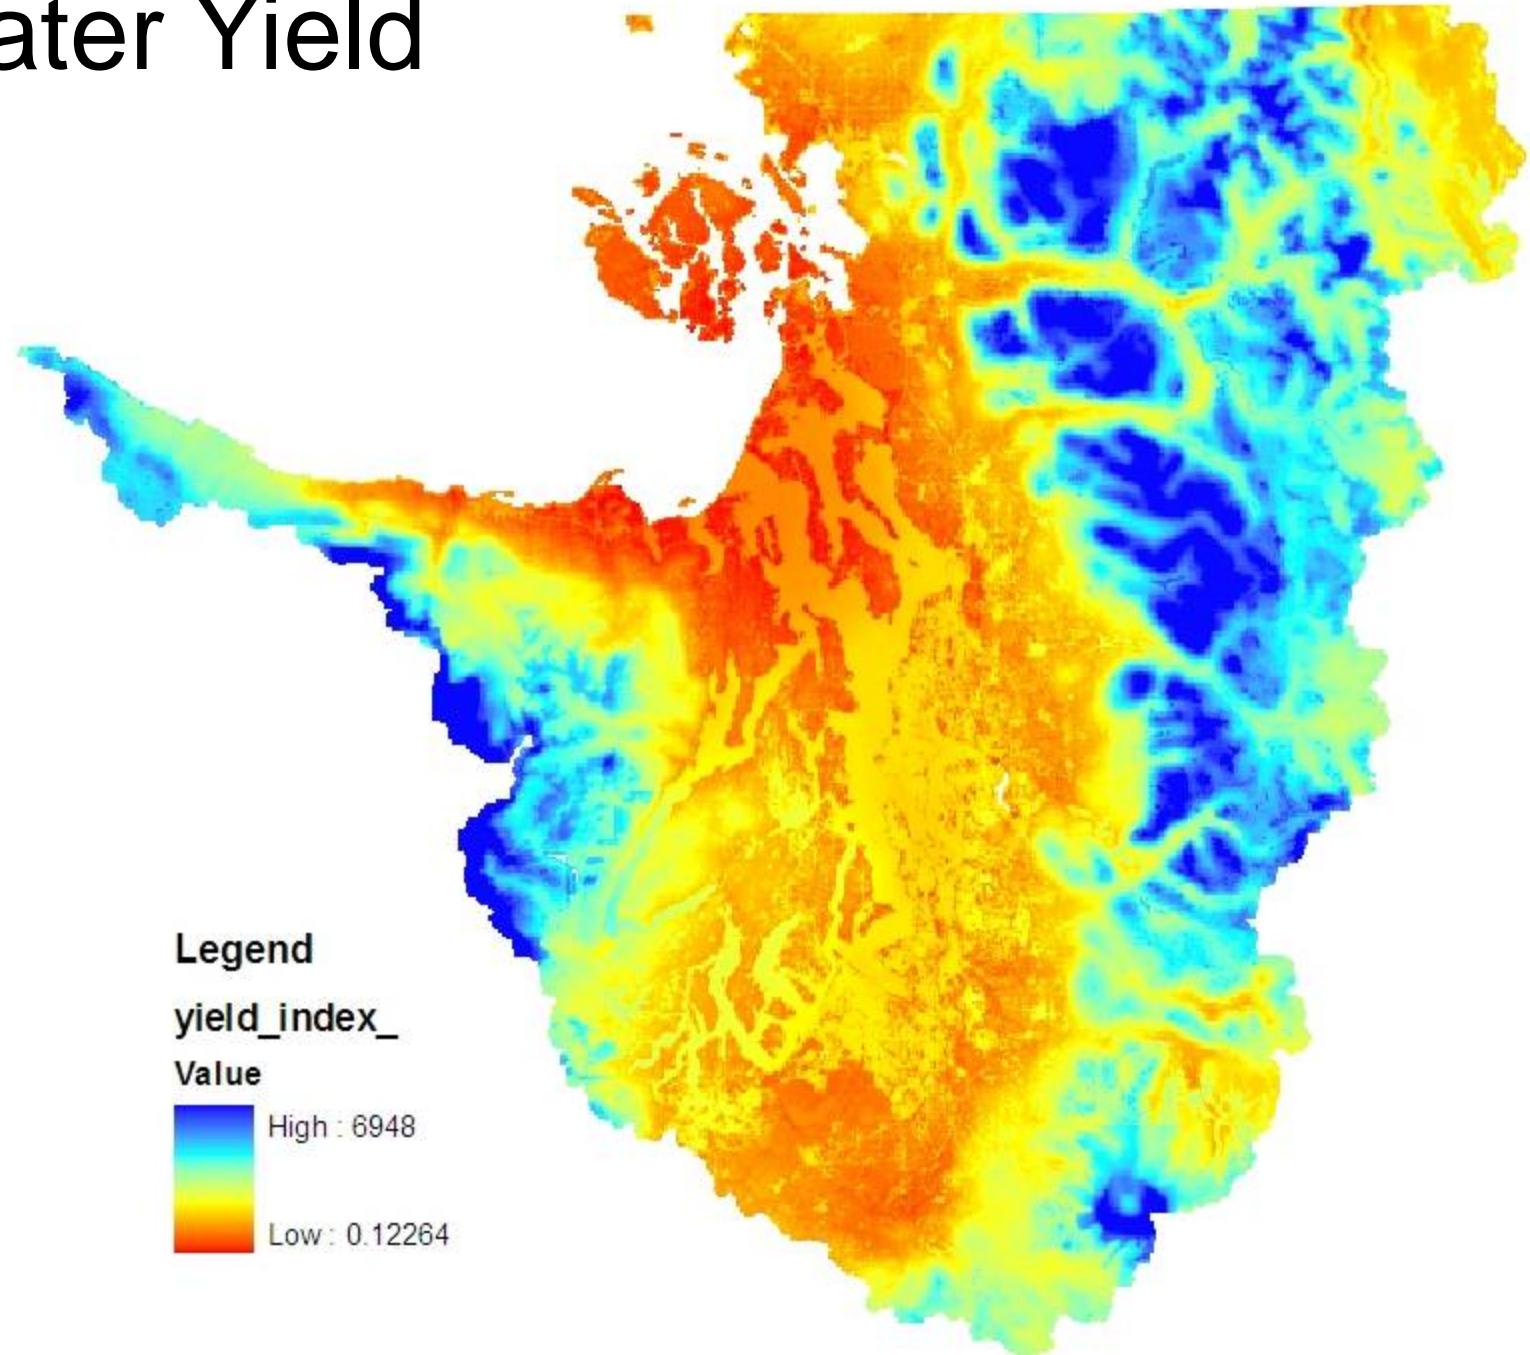 ater Yield
Legend
yield_index_
Value
High : 6948
Low : 0.12264